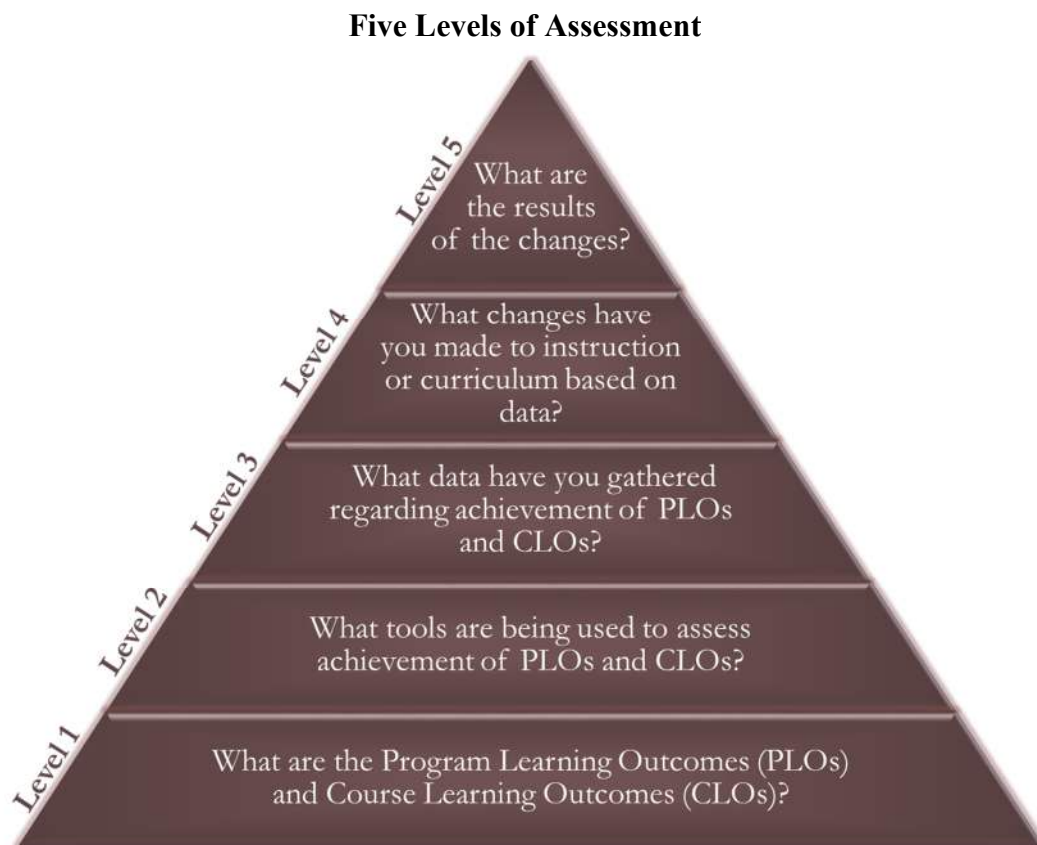 Five Levels of Assessment
Level 5
What are
the results
of the changes?
Level 4
What changes have
you made to instruction
or curriculum based on
data?
Level 3
What data have you gathered
regarding achievement of PLOs
and CLOs?
Level 2
What tools are being used to assess
achievement of PLOs and CLOs?
Level 1
What are the Program Learning Outcomes (PLOs)
and Course Learning Outcomes (CLOs)?